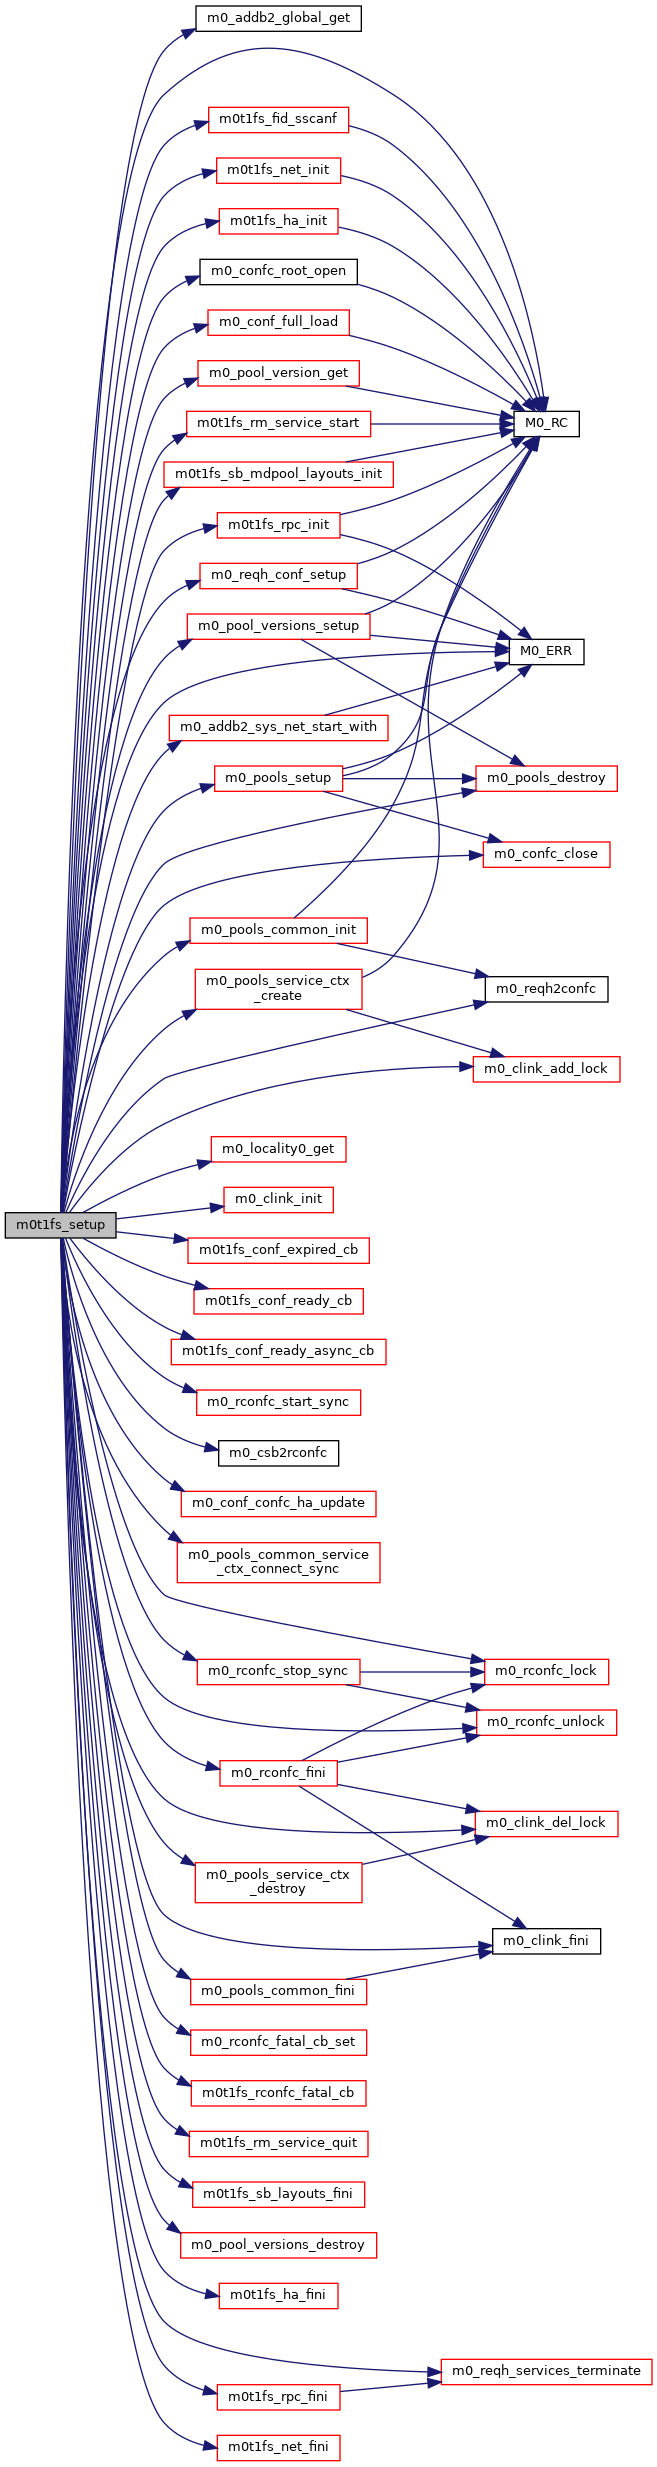 m0_addb2_global_get
m0t1fs_fid_sscanf
m0t1fs_net_init
m0t1fs_ha_init
m0_confc_root_open
m0_conf_full_load
m0_pool_version_get
m0t1fs_rm_service_start
M0_RC
m0t1fs_sb_mdpool_layouts_init
m0t1fs_rpc_init
m0_reqh_conf_setup
m0_pool_versions_setup
M0_ERR
m0_addb2_sys_net_start_with
m0_pools_setup
m0_pools_destroy
m0_confc_close
m0_pools_common_init
m0_pools_service_ctx
_create
m0_reqh2confc
m0_clink_add_lock
m0_locality0_get
m0_clink_init
m0t1fs_setup
m0t1fs_conf_expired_cb
m0t1fs_conf_ready_cb
m0t1fs_conf_ready_async_cb
m0_rconfc_start_sync
m0_csb2rconfc
m0_conf_confc_ha_update
m0_pools_common_service
_ctx_connect_sync
m0_rconfc_stop_sync
m0_rconfc_lock
m0_rconfc_unlock
m0_rconfc_fini
m0_clink_del_lock
m0_pools_service_ctx
_destroy
m0_clink_fini
m0_pools_common_fini
m0_rconfc_fatal_cb_set
m0t1fs_rconfc_fatal_cb
m0t1fs_rm_service_quit
m0t1fs_sb_layouts_fini
m0_pool_versions_destroy
m0t1fs_ha_fini
m0_reqh_services_terminate
m0t1fs_rpc_fini
m0t1fs_net_fini